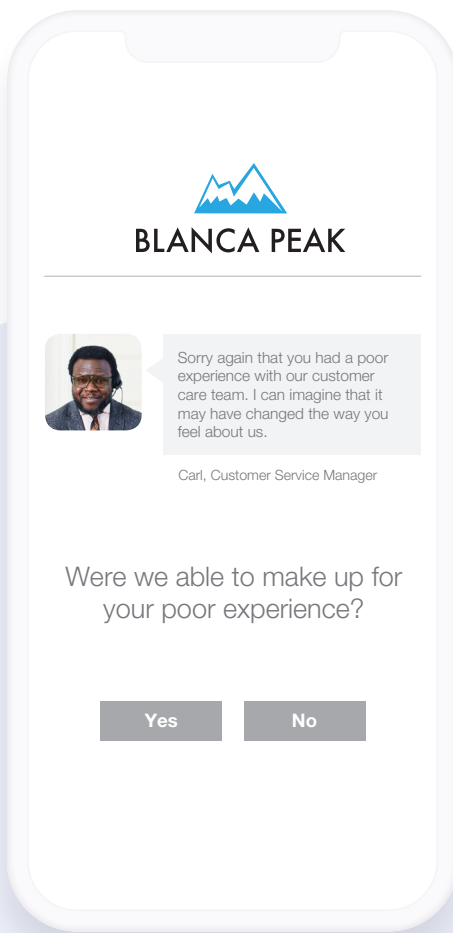 BLANCA PEAK
Sorry again that you had a poor
experience with our customer
care team. I can imagine that it
may have changed the way you
feel about us.
Carl, Customer Service Manager
Were we able to make up for
your poor experience?
Yes
No